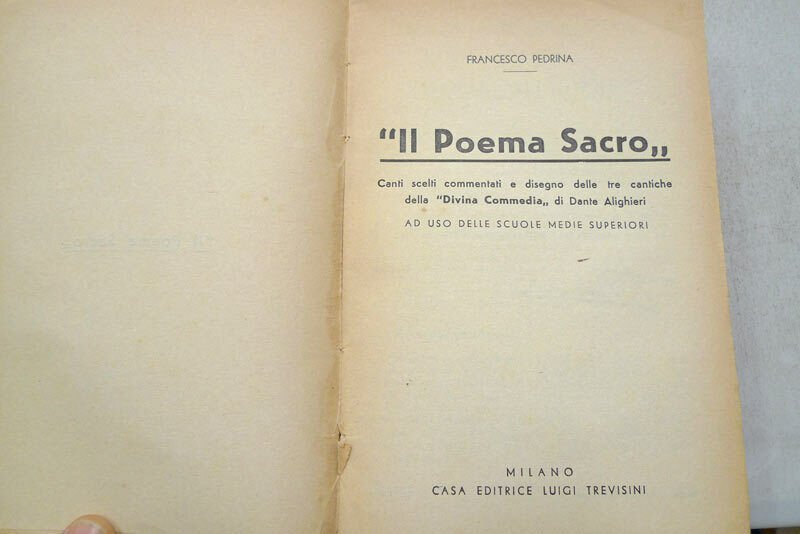 FRANCESCO PEDRINA
"Il Poema Sacro„
Canti scelti commentati e disegno delle tre cantiche
della "Divina Commedia„ di Dante Alighieri
AD USO DELLE SCUOLE MEDIE SUPERIORI
MILANO
CASA EDITRICE LUIGI TREVISINI